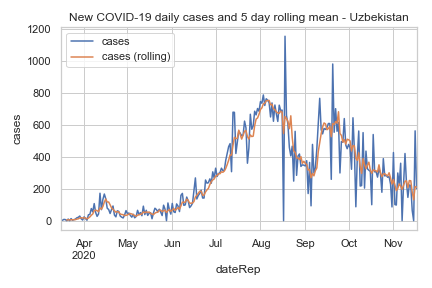 New COVID-19 daily cases and 5 day rolling mean - Uzbekistan
cases
cases (rolling)
1200
1000
800
600
400
200
0
cases
Apr May Jun Jul Aug Sep Oct Nov
2020
dateRep